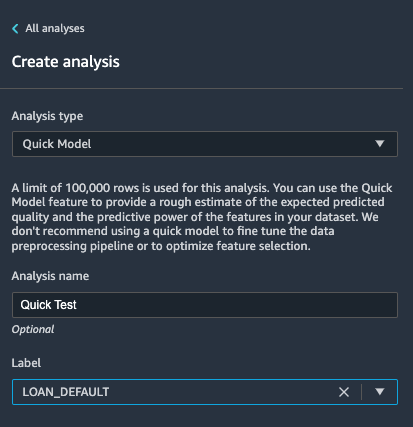 All analyses
Create analysis
Analysis type
Quick Model
A limit of 100,000 rows is used for this analysis. You can use the Quick
Model feature to provide a rough estimate of the expected predicted
quality and the predictive power of the features in your dataset. We
don't recommend using a quick model to fine tune the data
preprocessing pipeline or to optimize feature selection.
Analysis name
Quick Test
Optional
Label
LOAN_DEFAULT